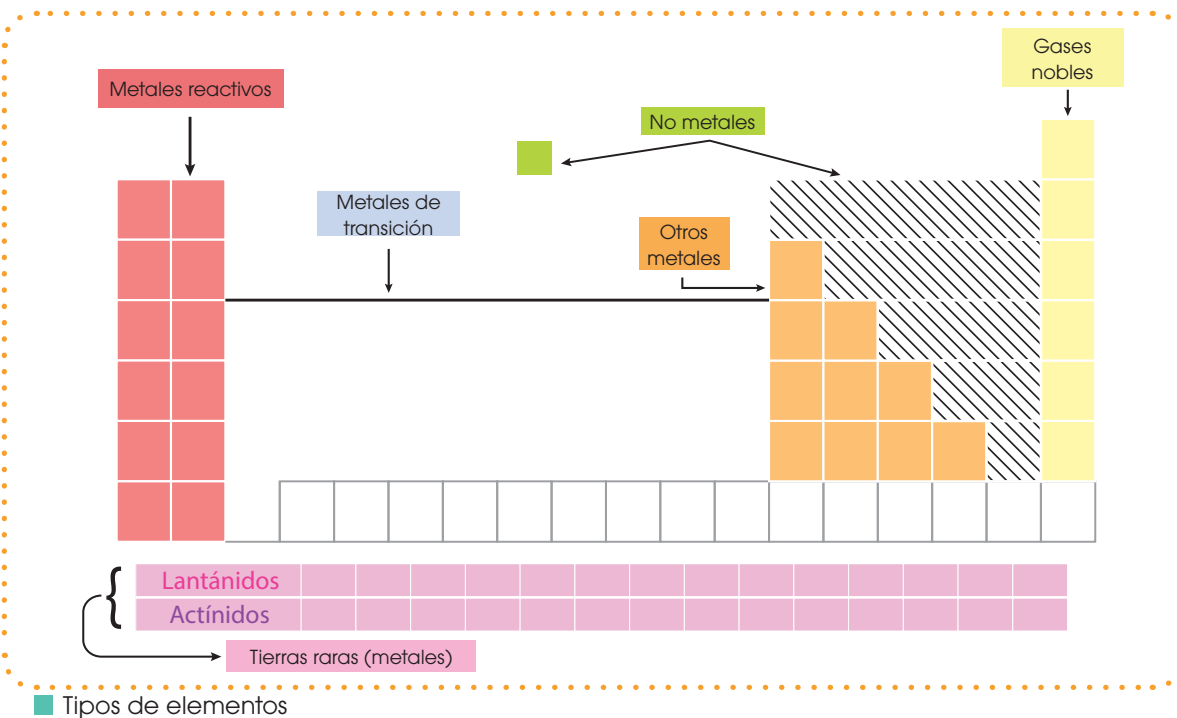 Gases
nobles
Metales reactivos
No metales
Metales de
transición
Otros
metales
Lantánidos
Actínidos
Tierras raras (metales)
Tipos de elementos